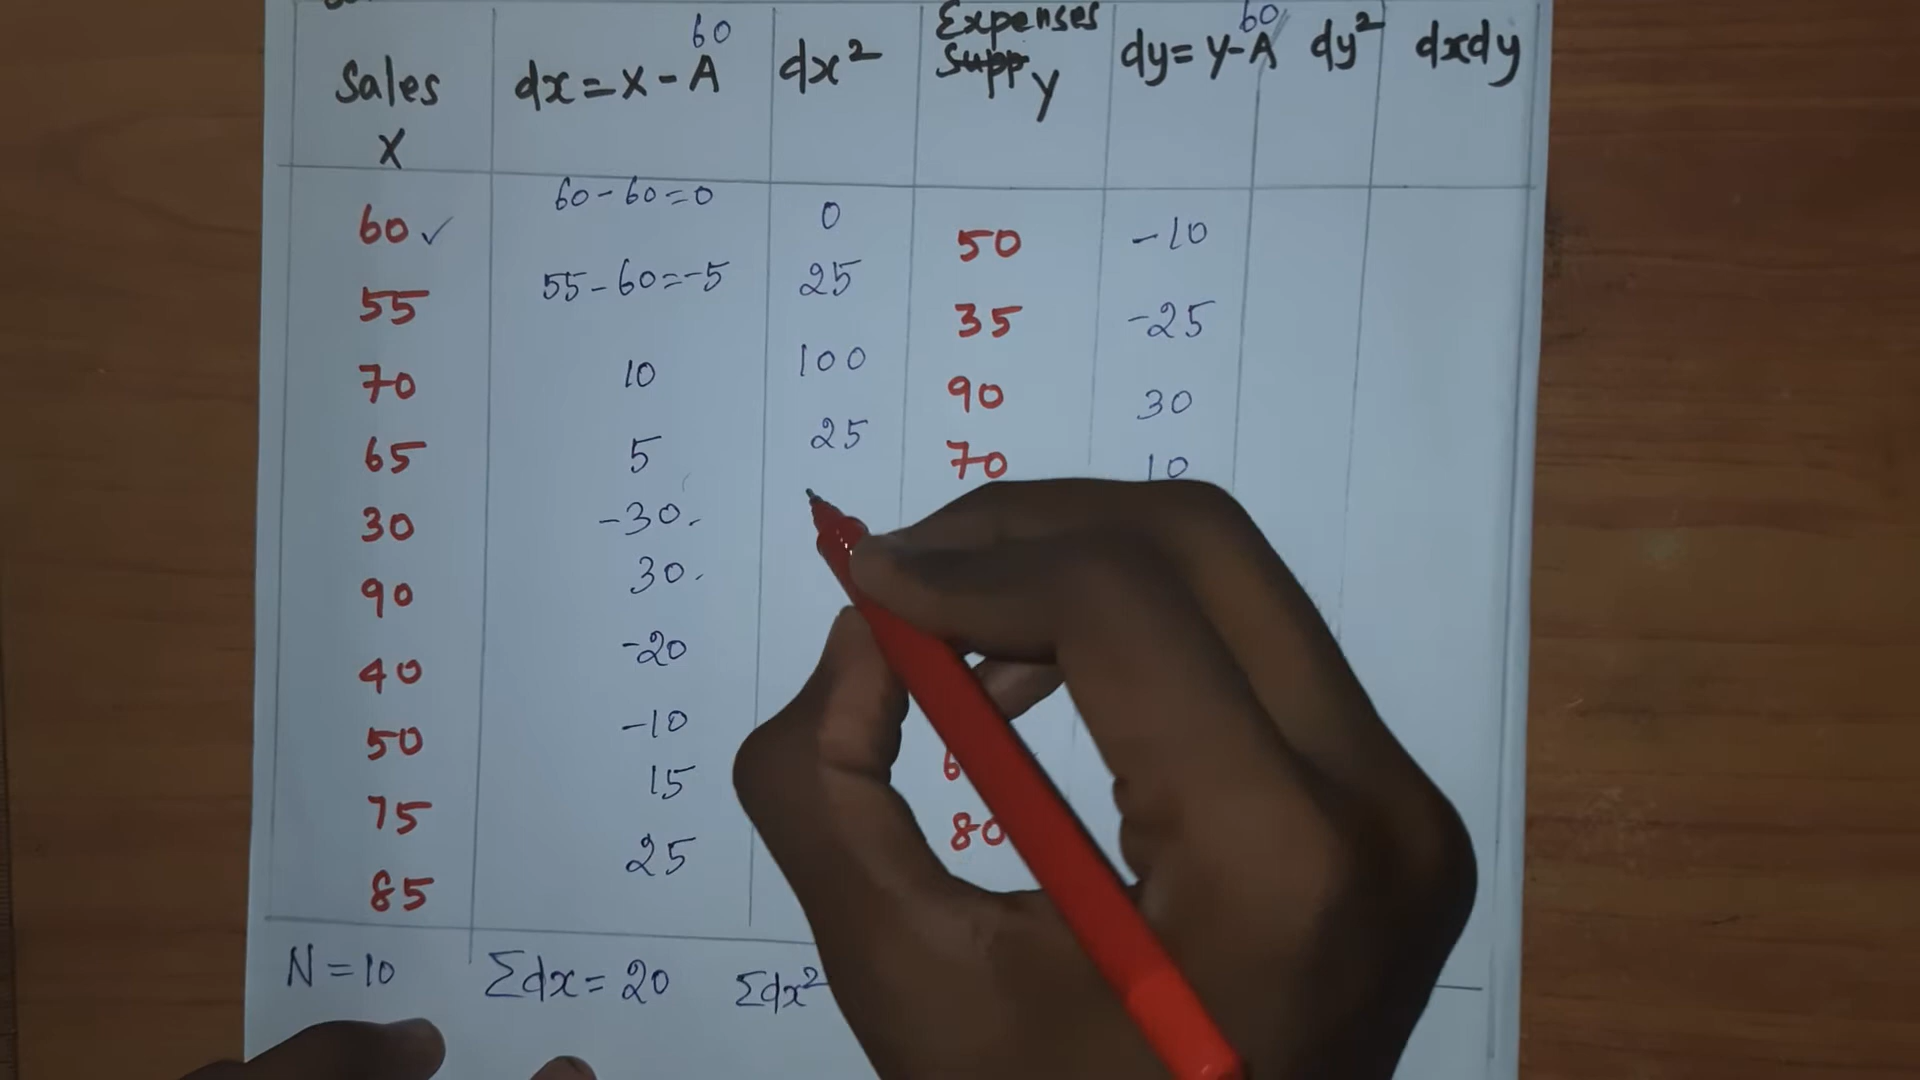 60 Expenses 60
Sales dx = x - A dx² Supp Y dy = y - A dy² dxdy
X
60 ✓ 60 - 60 = 0 0 50 -10
55 55 - 60 = -5 25 35 -25
70 10 100 90 30
65 5 25 70 10
30 -30
90 30
40 -20
50 -10
75 15 80
85 25
N = 10 Σdx = 20 Σdx²